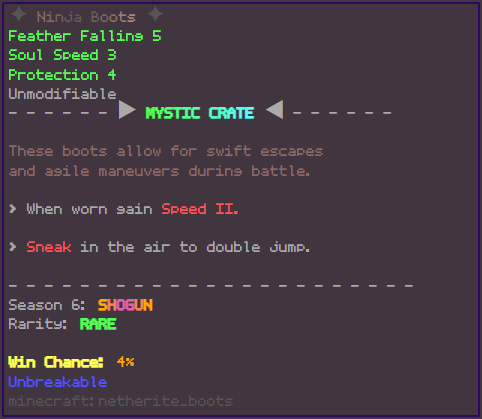 ✦ Ninja Boots ✦
Feather Falling 5
Soul Speed 3
Protection 4
Unmodifiable
- - - - - - ▶ MYSTIC CRATE ◀ - - - - - -
These boots allow for swift escapes
and agile maneuvers during battle.
> When worn gain Speed II.
> Sneak in the air to double jump.
- - - - - - - - - - - - - - - - - - - - - - - -
Season 6: SHOGUN
Rarity: RARE
Win Chance: 4%
Unbreakable
minecraft:netherite_boots